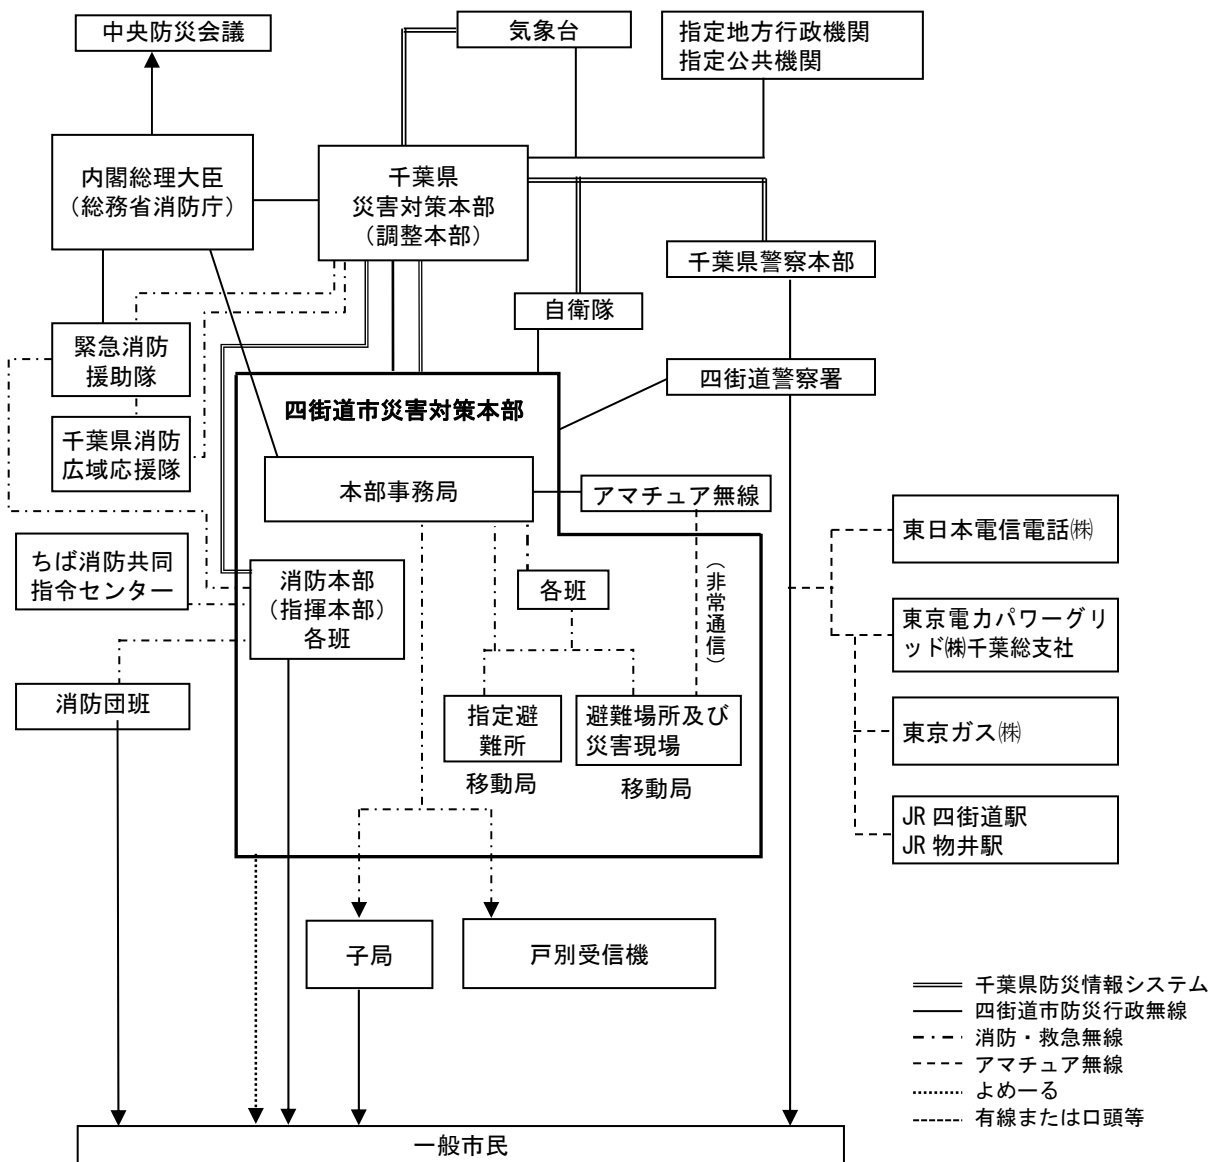 中央防災会議
気象台
指定地方行政機関
指定公共機関
内閣総理大臣
（総務省消防庁）
千葉県
災害対策本部
（調整本部）
千葉県警察本部
自衛隊
緊急消防
援助隊
四街道警察署
四街道市災害対策本部
千葉県消防
広域応援隊
本部事務局
アマチュア無線
東日本電信電話㈱
ちば消防共同
指令センター
消防本部
（指揮本部）
各班
各班
（非常通信）
東京電力パワーグリ
ッド㈱千葉総支社
消防団班
指定避
難所
避難場所及び
災害現場
東京ガス㈱
移動局
移動局
JR 四街道駅
JR 物井駅
子局
戸別受信機
千葉県防災情報システム
四街道市防災行政無線
消防・救急無線
アマチュア無線
よめーる
有線または口頭等
一般市民